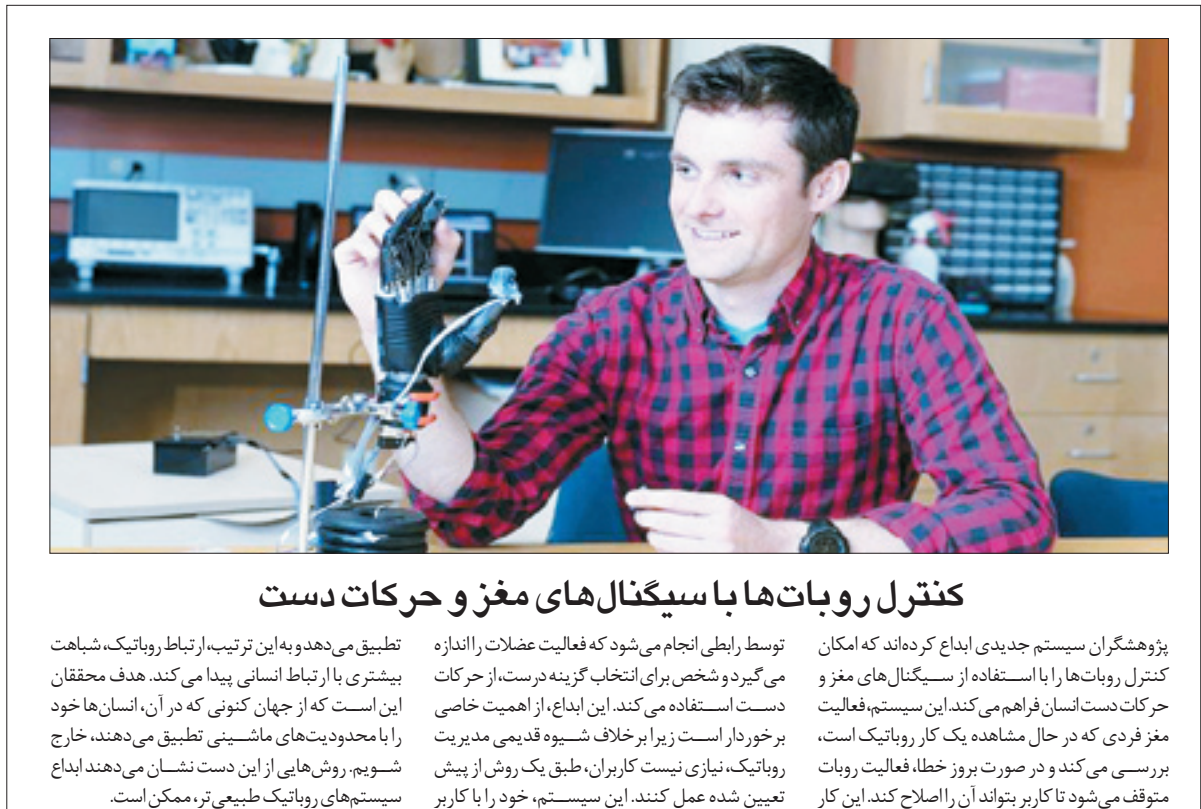 کنترل روبات‌ها با سیگنال‌های مغز و حرکات دست
پژوهشگران سیستم جدیدی ابداع کرده‌اند که امکان
کنترل روبات‌ها را با استفاده از سیگنال‌های مغز و
حرکات دست انسان فراهم می‌کند. این سیستم، فعالیت
مغز فردی که در حال مشاهده یک کار روباتیک است،
بررسی می‌کند و در صورت بروز خطا، فعالیت روبات
متوقف می‌شود تا کاربر بتواند آن را اصلاح کند. این کار
توسط رابطی انجام می‌شود که فعالیت عضلات را اندازه
می‌گیرد و شخص برای انتخاب گزینه درست، از حرکات
دست استفاده می‌کند. این ابداع، از اهمیت خاصی
برخوردار است زیرا برخلاف شیوه قدیمی مدیریت
روباتیک، نیازی نیست کاربران، طبق یک روش از پیش
تعیین شده عمل کنند. این سیستم، خود را با کاربر
تطبیق می‌دهد و به این ترتیب، ارتباط روباتیک، شباهت
بیشتری با ارتباط انسانی پیدا می‌کند. هدف محققان
این است که از جهان کنونی که در آن، انسان‌ها خود
را با محدودیت‌های ماشینی تطبیق می‌دهند، خارج
شویم. روش‌هایی از این دست نشان می‌دهند ابداع
سیستم‌های روباتیک طبیعی‌تر، ممکن است.